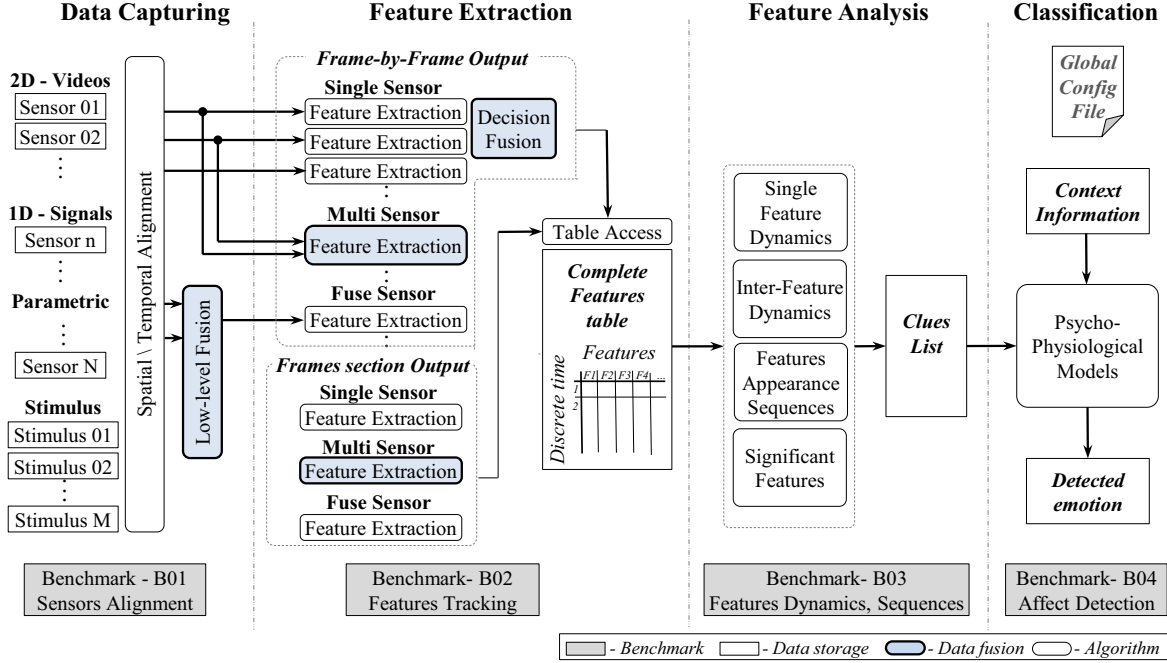 Data Capturing
Feature Extraction
Feature Analysis
Classification
2D - Videos
Sensor 01
Sensor 02
1D - Signals
Sensor n
Parametric
Sensor N
Stimulus
Stimulus 01
Stimulus 02
Stimulus M
Spatial \ Temporal Alignment
Low-level Fusion
Frame-by-Frame Output
Single Sensor
Feature Extraction
Feature Extraction
Feature Extraction
Decision
Fusion
Multi Sensor
Feature Extraction
Fuse Sensor
Feature Extraction
Frames section Output
Single Sensor
Feature Extraction
Multi Sensor
Feature Extraction
Fuse Sensor
Feature Extraction
Table Access
Complete
Features
table
Features
F1 F2 F3 F4 ...
1
2
Discrete time
Single
Feature
Dynamics
Inter-Feature
Dynamics
Features
Appearance
Sequences
Significant
Features
Clues
List
Global
Config
File
Context
Information
Psycho-
Physiological
Models
Detected
emotion
Benchmark - B01
Sensors Alignment
Benchmark- B02
Features Tracking
Benchmark- B03
Features Dynamics, Sequences
Benchmark- B04
Affect Detection
- Benchmark
- Data storage
- Data fusion
- Algorithm